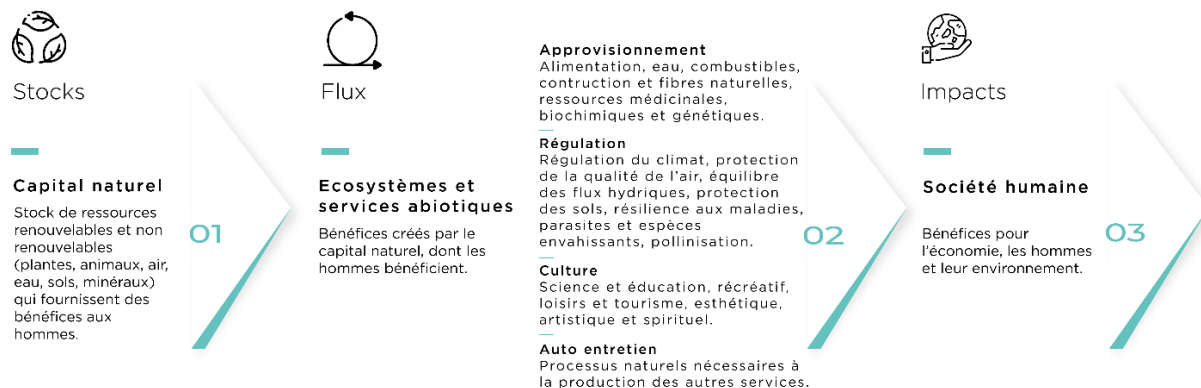 Stocks
Capital naturel
Stock de ressources
renouvelables et non
renouvelables
(plantes, animaux, air,
eau, sols, minéraux)
qui fournissent des
bénéfices aux
hommes.
01
Flux
Ecosystèmes et
services abiotiques
Bénéfices créés par le
capital naturel, dont les
hommes bénéficient.
Approvisionnement
Alimentation, eau, combustibles,
contruction et fibres naturelles,
ressources médicinales,
biochimiques et génétiques.
Régulation
Régulation du climat, protection
de la qualité de l'air, équilibre
des flux hydriques, protection
des sols, résilience aux maladies,
parasites et espèces
envahissants, pollinisation.
Culture
Science et éducation, récréatif,
loisirs et tourisme, esthétique,
artistique et spirituel.
Auto entretien
Processus naturels nécessaires à
la production des autres services.
02
Impacts
Société humaine
Bénéfices pour
l'économie, les hommes
et leur environnement.
03